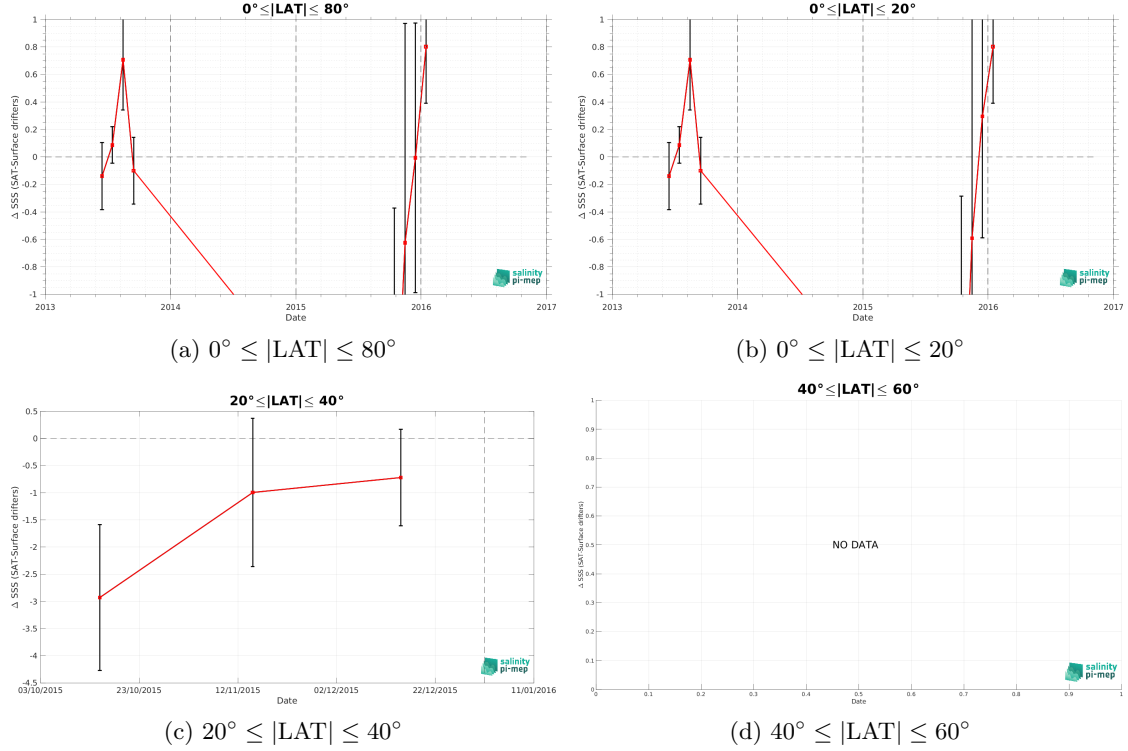 0°≤|LAT|≤ 80°
1
0.8
0.6
0.4
0.2
0
-0.2
-0.4
-0.6
-0.8
-1
Δ SSS (SAT-Surface drifters)
2013
2014
2015
2016
2017
Date
salinity
pi-mep
(a) 0° ≤ |LAT| ≤ 80°
0°≤|LAT|≤ 20°
1
0.8
0.6
0.4
0.2
0
-0.2
-0.4
-0.6
-0.8
-1
Δ SSS (SAT-Surface drifters)
2013
2014
2015
2016
2017
Date
salinity
pi-mep
(b) 0° ≤ |LAT| ≤ 20°
20°≤|LAT|≤ 40°
0.5
0
-0.5
-1
-1.5
-2
-2.5
-3
-3.5
-4
-4.5
Δ SSS (SAT-Surface drifters)
03/10/2015
23/10/2015
12/11/2015
02/12/2015
22/12/2015
11/01/2016
Date
salinity
pi-mep
(c) 20° ≤ |LAT| ≤ 40°
40°≤|LAT|≤ 60°
1
0.9
0.8
0.7
0.6
0.5
0.4
0.3
0.2
0.1
0
Δ SSS (SAT-Surface drifters)
NO DATA
0
0.1
0.2
0.3
0.4
0.5
0.6
0.7
0.8
0.9
1
Date
salinity
pi-mep
(d) 40° ≤ |LAT| ≤ 60°